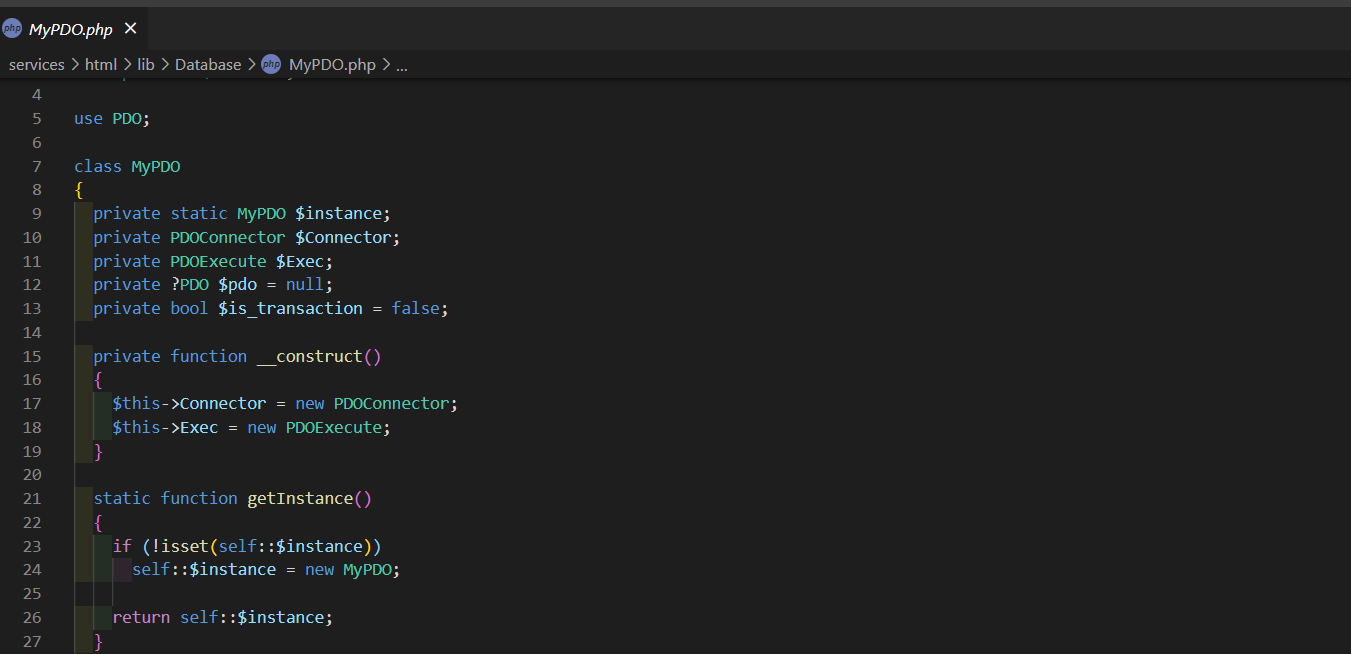 php MyPDO.php ×
services > html > lib > Database > php MyPDO.php > ...
4
5 use PDO;
6
7 class MyPDO
8 {
9 private static MyPDO $instance;
10 private PDOConnector $Connector;
11 private PDOExecute $Exec;
12 private ?PDO $pdo = null;
13 private bool $is_transaction = false;
14
15 private function __construct()
16 {
17 $this->Connector = new PDOConnector;
18 $this->Exec = new PDOExecute;
19 }
20
21 static function getInstance()
22 {
23 if (!isset(self::$instance))
24 self::$instance = new MyPDO;
25
26 return self::$instance;
27 }